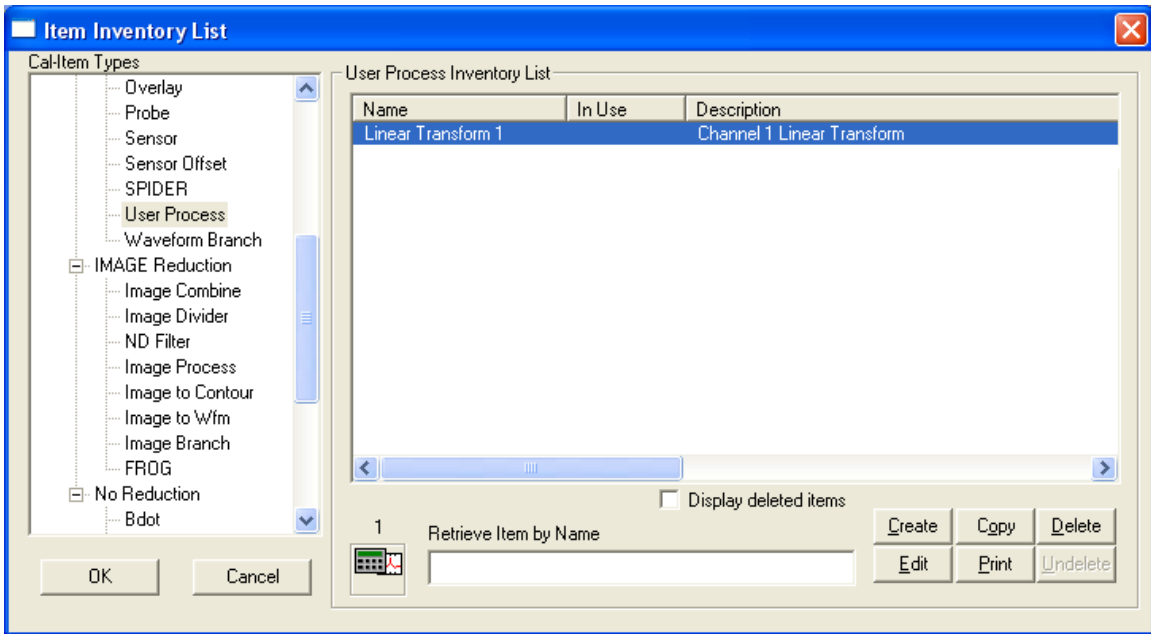 Item Inventory List
Cal-Item Types
Overlay
Probe
Sensor
Sensor Offset
SPIDER
User Process
Waveform Branch
IMAGE Reduction
Image Combine
Image Divider
ND Filter
Image Process
Image to Contour
Image to Wfm
Image Branch
FROG
No Reduction
Bdot
OK Cancel
User Process Inventory List
Name In Use Description
Linear Transform 1 Channel 1 Linear Transform
Display deleted items
1 Retrieve Item by Name
Create Copy Delete
Edit Print Undelete